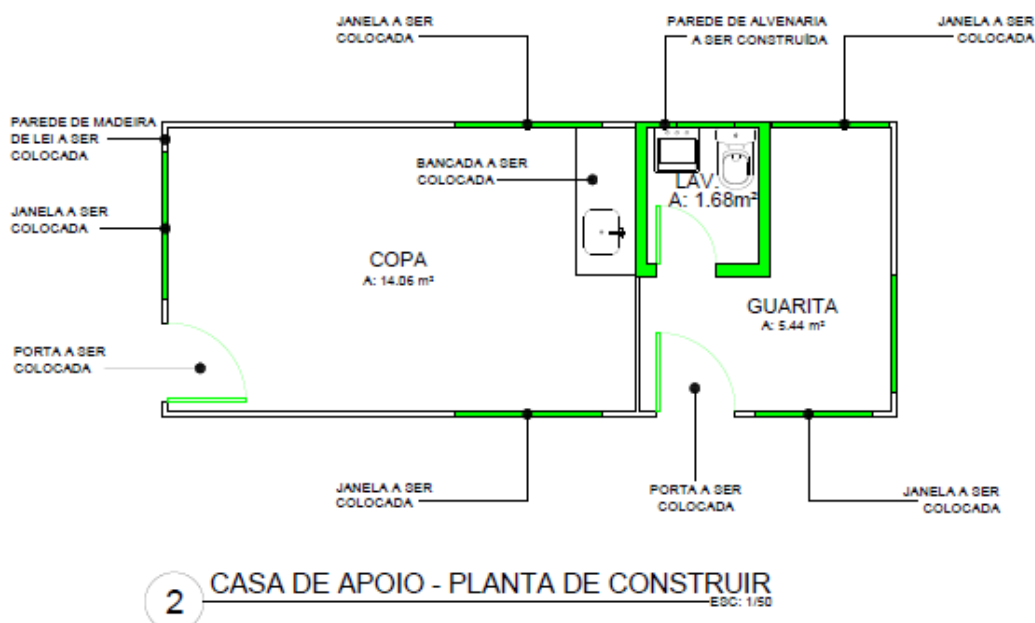 JANELA A SER
COLOCADA
PAREDE DE ALVENARIA
A SER CONSTRUÍDA
JANELA A SER
COLOCADA
PAREDE DE MADEIRA
DE LEI A SER
COLOCADA
BANCADA A SER
COLOCADA
LAV.
A: 1.68m²
JANELA A SER
COLOCADA
COPA
A: 14.06 m²
GUARITA
A: 5.44 m²
PORTA A SER
COLOCADA
JANELA A SER
COLOCADA
PORTA A SER
COLOCADA
JANELA A SER
COLOCADA
2
CASA DE APOIO - PLANTA DE CONSTRUIR
ESC: 1/50